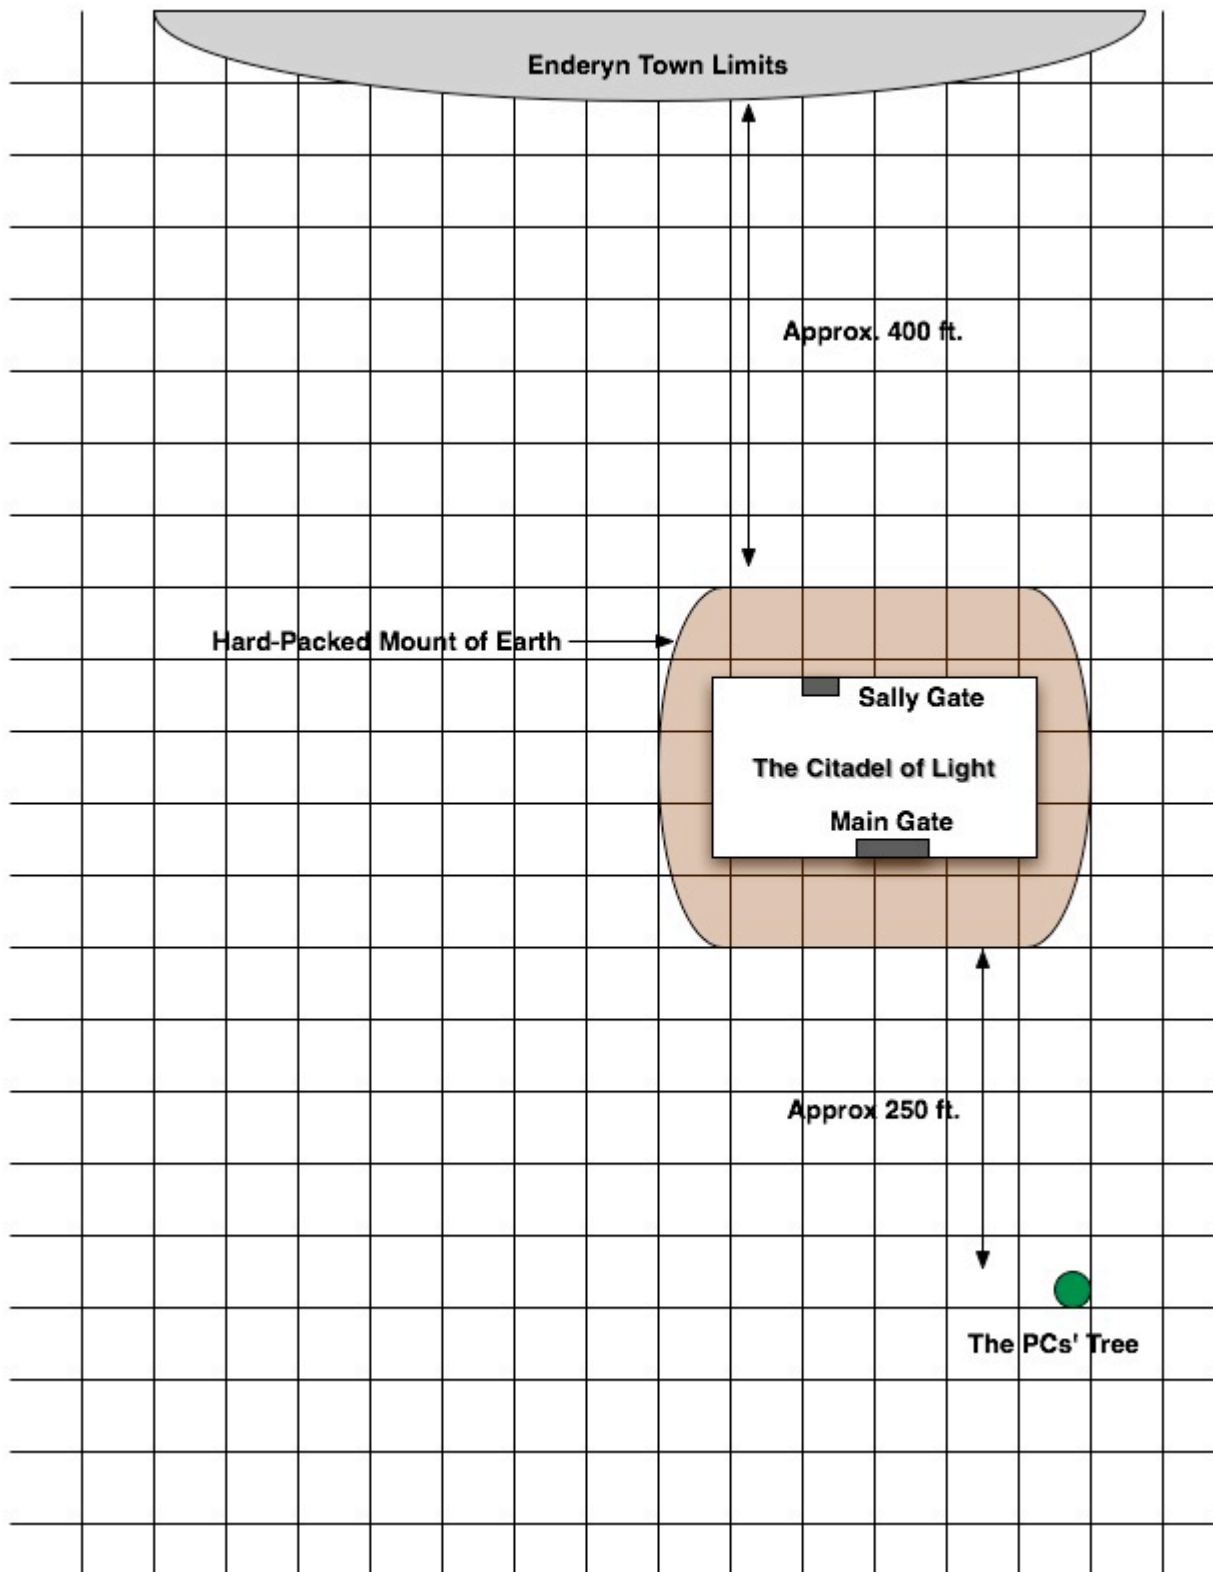 Enderyn Town Limits
Approx. 400 ft.
Hard-Packed Mount of Earth
Sally Gate
The Citadel of Light
Main Gate
Approx 250 ft.
The PCs' Tree